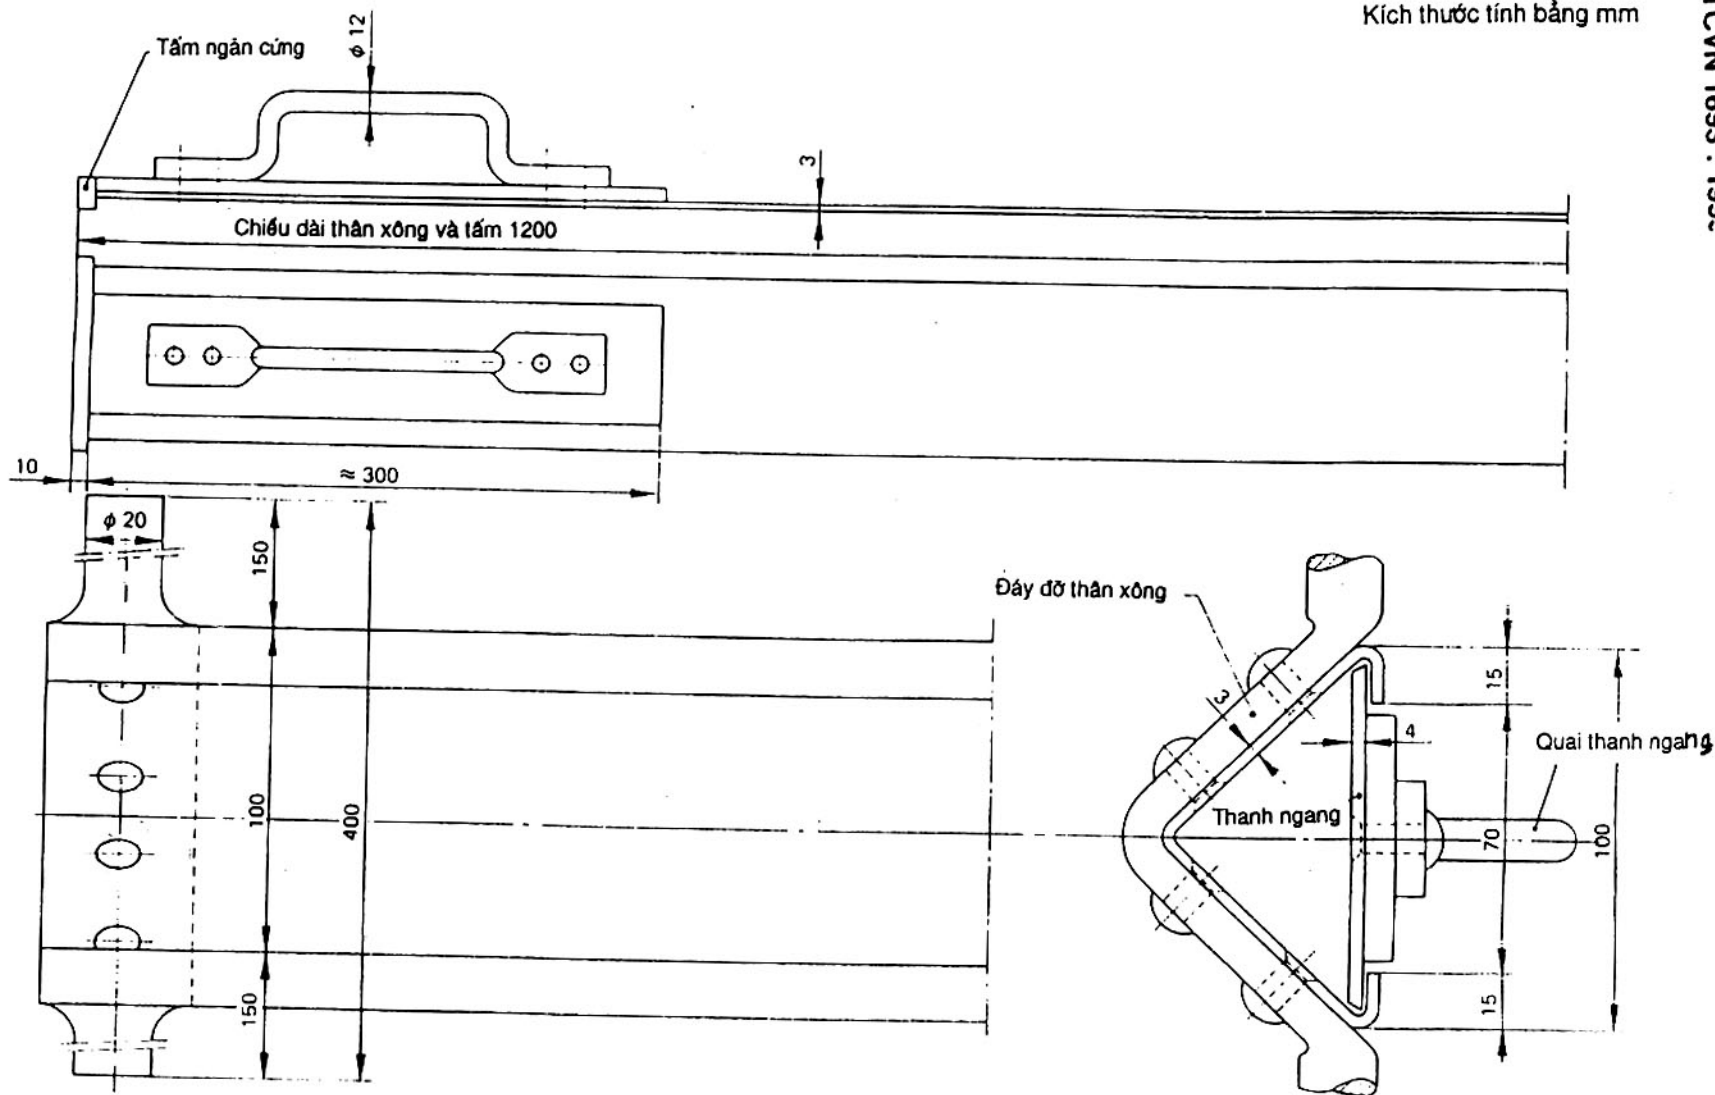 Kích thước tính bằng mm
Tấm ngăn cứng
ϕ 12
3
Chiều dài thân xông và tấm 1200
10
≈ 300
ϕ 20
150
100
400
150
Đáy đỡ thân xông
3
15
4
Quai thanh ngang
Thanh ngang
70
100
15